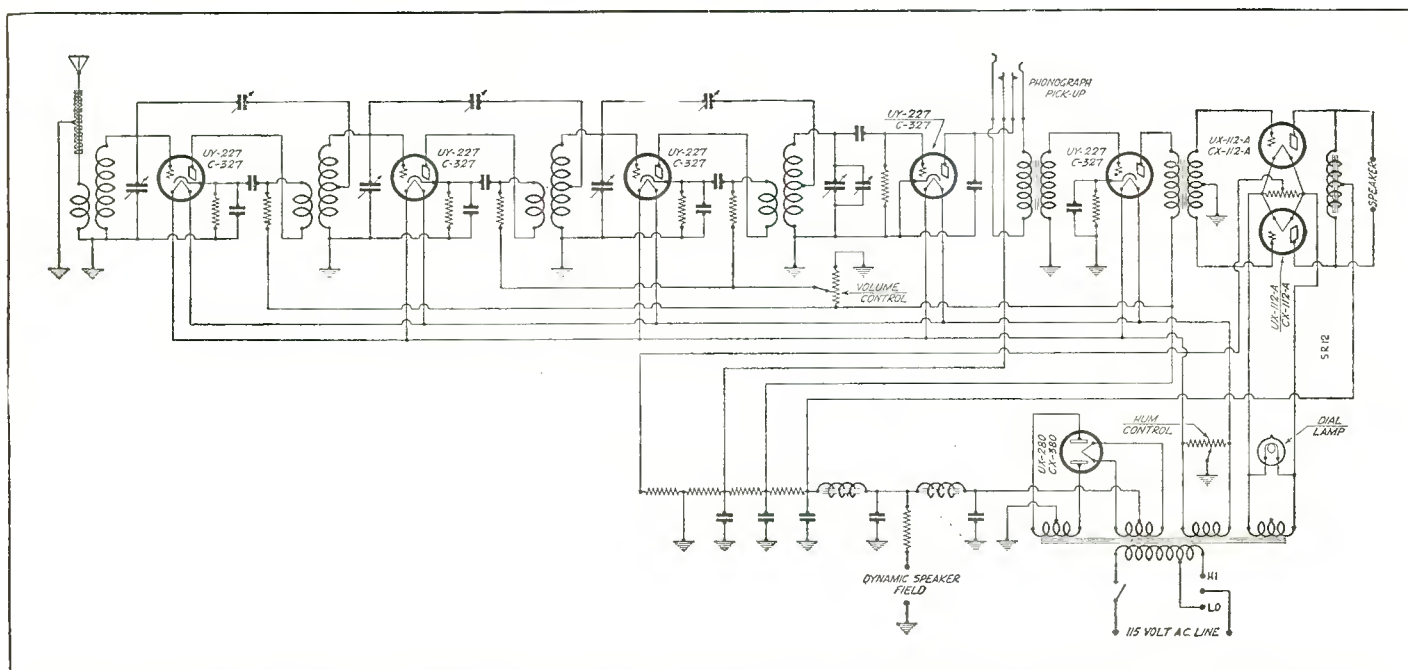 PHONOGRAPH
PICK-UP
UY-227
C-327
UX-112-A
CX-112-A
UY-227
C-327
UY-227
C-327
UY-227
C-327
UY-227
C-327
SPEAKER
VOLUME
CONTROL
UX-112-A
CX-112-A
SR12
HUM
CONTROL
DIAL
LAMP
UX-280
CX-380
DYNAMIC SPEAKER
FIELD
HI
LO
115 VOLT A.C. LINE